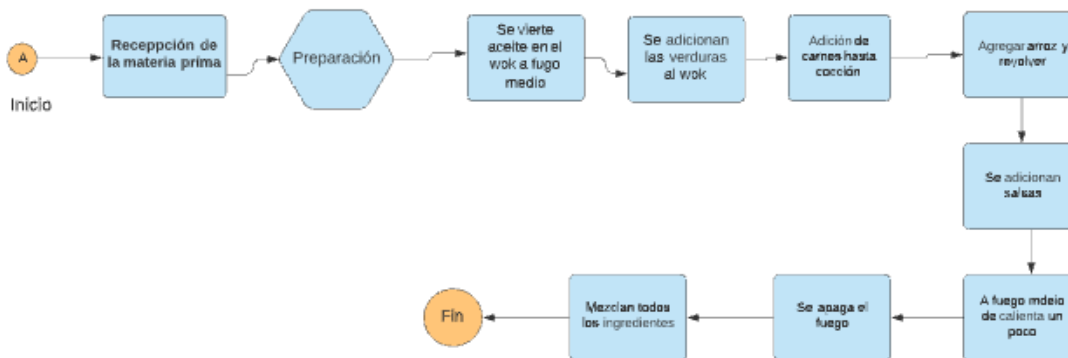 A
Inicio
Receppción de
la materia prima
Preparación
Se vierte
aceite en el
wok a fugo
medio
Se adicionan
las verduras
al wok
Adición de
carnes hasta
cocción
Agregar arroz y
revolver
Se adicionan
salsas
A fuego mdeio
de calienta un
poco
Se apaga el
fuego
Mezclan todos
los ingredientes
Fin